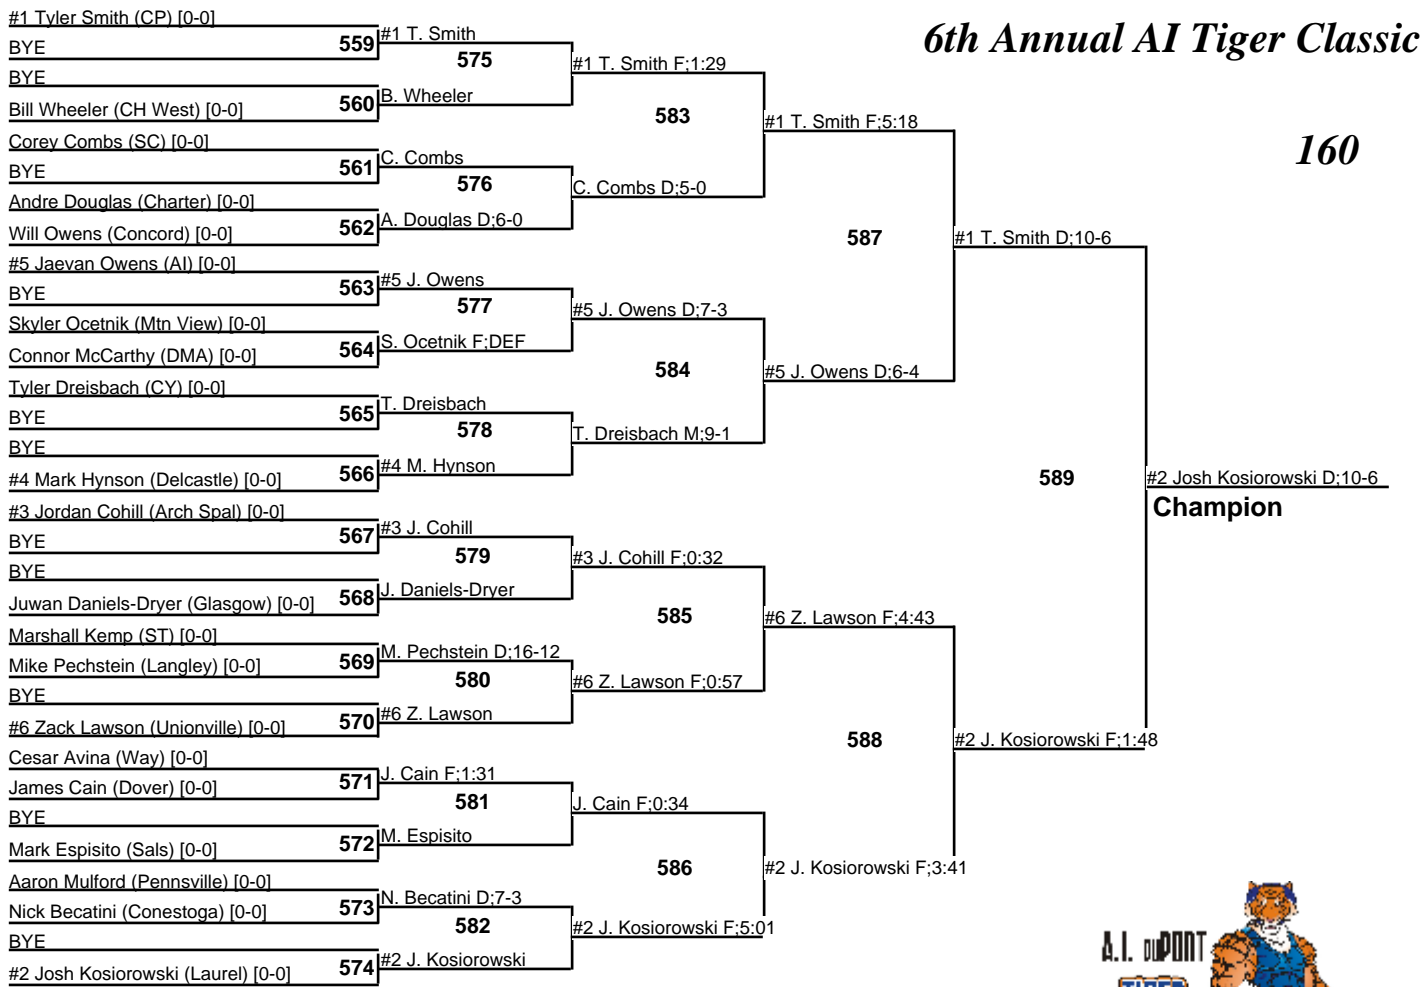 6th Annual AI Tiger Classic
160
#1 Tyler Smith (CP) [0-0]
BYE
559
BYE
Bill Wheeler (CH West) [0-0]
560
Corey Combs (SC) [0-0]
BYE
561
Andre Douglas (Charter) [0-0]
Will Owens (Concord) [0-0]
562
#5 Jaevan Owens (AI) [0-0]
BYE
563
Skyler Ocetnik (Mtn View) [0-0]
Connor McCarthy (DMA) [0-0]
564
Tyler Dreisbach (CY) [0-0]
BYE
565
BYE
#4 Mark Hynson (Delcastle) [0-0]
566
#3 Jordan Cohill (Arch Spal) [0-0]
BYE
567
BYE
Juwan Daniels-Dryer (Glasgow) [0-0]
568
Marshall Kemp (ST) [0-0]
Mike Pechstein (Langley) [0-0]
569
BYE
#6 Zack Lawson (Unionville) [0-0]
570
Cesar Avina (Way) [0-0]
James Cain (Dover) [0-0]
571
BYE
Mark Espisito (Sals) [0-0]
572
Aaron Mulford (Pennsville) [0-0]
Nick Becatini (Conestoga) [0-0]
573
BYE
#2 Josh Kosiorowski (Laurel) [0-0]
574
#1 T. Smith
575
B. Wheeler
C. Combs
576
A. Douglas D;6-0
#5 J. Owens
577
S. Ocetnik F;DEF
T. Dreisbach
578
#4 M. Hynson
#3 J. Cohill
579
J. Daniels-Dryer
M. Pechstein D;16-12
580
#6 Z. Lawson
J. Cain F;1:31
581
M. Espisito
N. Becatini D;7-3
582
#2 J. Kosiorowski
#1 T. Smith F;1:29
583
C. Combs D;5-0
#5 J. Owens D;7-3
584
T. Dreisbach M;9-1
#3 J. Cohill F;0:32
585
#6 Z. Lawson F;0:57
J. Cain F;0:34
586
#2 J. Kosiorowski F;5:01
#1 T. Smith F;5:18
587
#5 J. Owens D;6-4
#6 Z. Lawson F;4:43
588
#2 J. Kosiorowski F;3:41
#1 T. Smith D;10-6
589
#2 J. Kosiorowski F;1:48
#2 Josh Kosiorowski D;10-6
Champion
A.I. DUPONT
TIGER